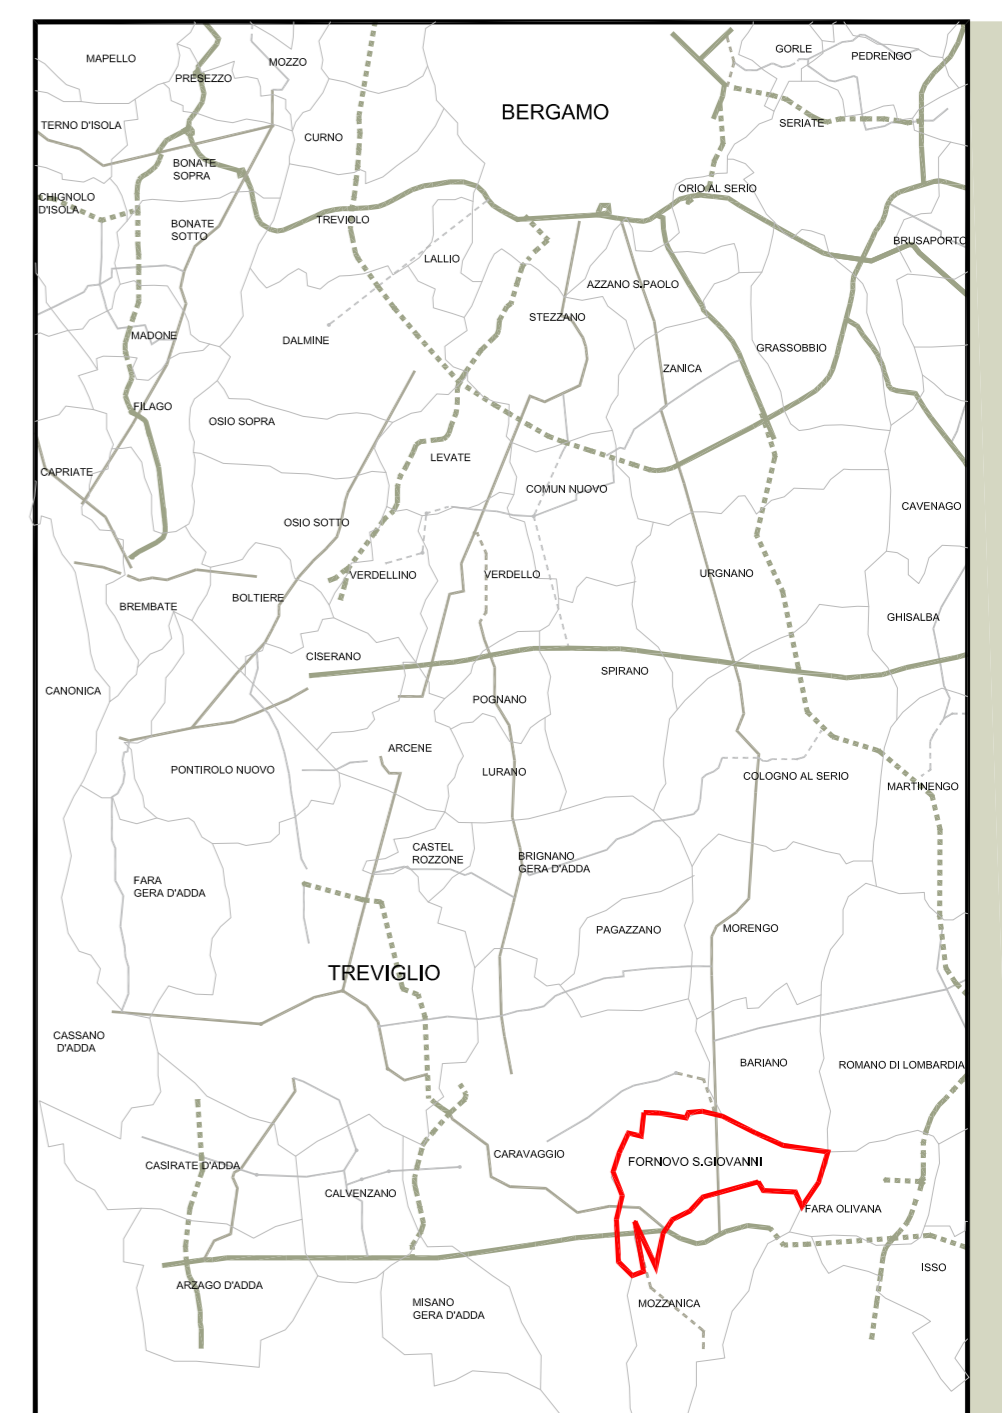 GORLE
MAPELLO
MOZZO
PEDRENGO
PRESEZZO
BERGAMO
TERNO D'ISOLA
SERIATE
CURNO
BONATE
SOPRA
ORIO AL SERIO
CHIGNOLO
D'ISOLA
TREVIOLO
BONATE
SOTTO
BRUSAPORTO
LALLIO
AZZANO S.PAOLO
STEZZANO
MADONE
DALMINE
GRASSOBBIO
ZANICA
FILAGO
OSIO SOPRA
LEVATE
CAPRIATE
COMUN NUOVO
CAVENAGO
OSIO SOTTO
VERDELLINO
VERDELLO
URGNANO
BOLTIERE
BREMBATE
GHISALBA
CISERANO
SPIRANO
CANONICA
POGNANO
ARCENE
PONTIROLO NUOVO
LURANO
COLOGNO AL SERIO
MARTINENGO
CASTEL
ROZZONE
BRIGNANO
GERA D'ADDA
FARA
GERA D'ADDA
PAGAZZANO
MORENGO
TREVIGLIO
CASSANO
D'ADDA
BARIANO
ROMANO DI LOMBARDIA
CARAVAGGIO
FORNOVO S.GIOVANNI
CASIRATE D'ADDA
CALVENZANO
FARA OLIVANA
ISSO
ARZAGO D'ADDA
MISANO
GERA D'ADDA
MOZZANICA